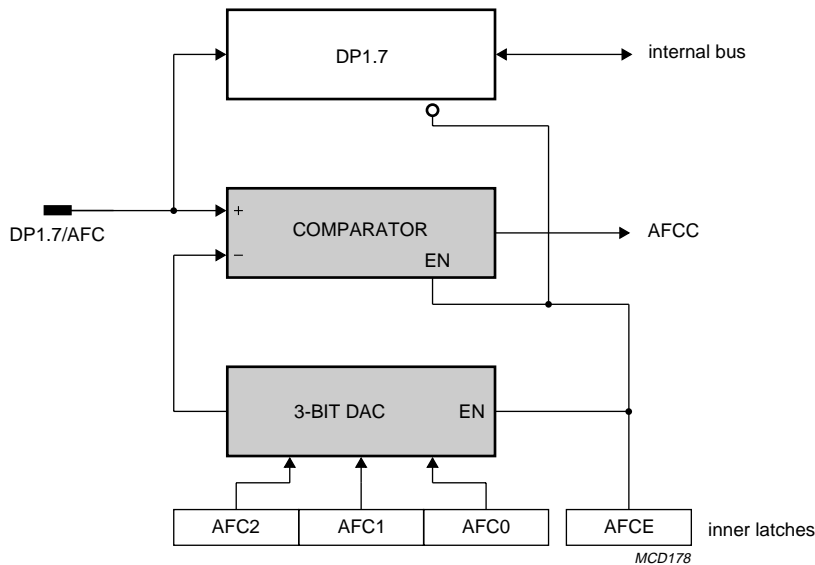 DP1.7
internal bus
DP1.7/AFC
+
COMPARATOR
AFCC
−
EN
3-BIT DAC
EN
AFC2
AFC1
AFC0
AFCE
inner latches
MCD178